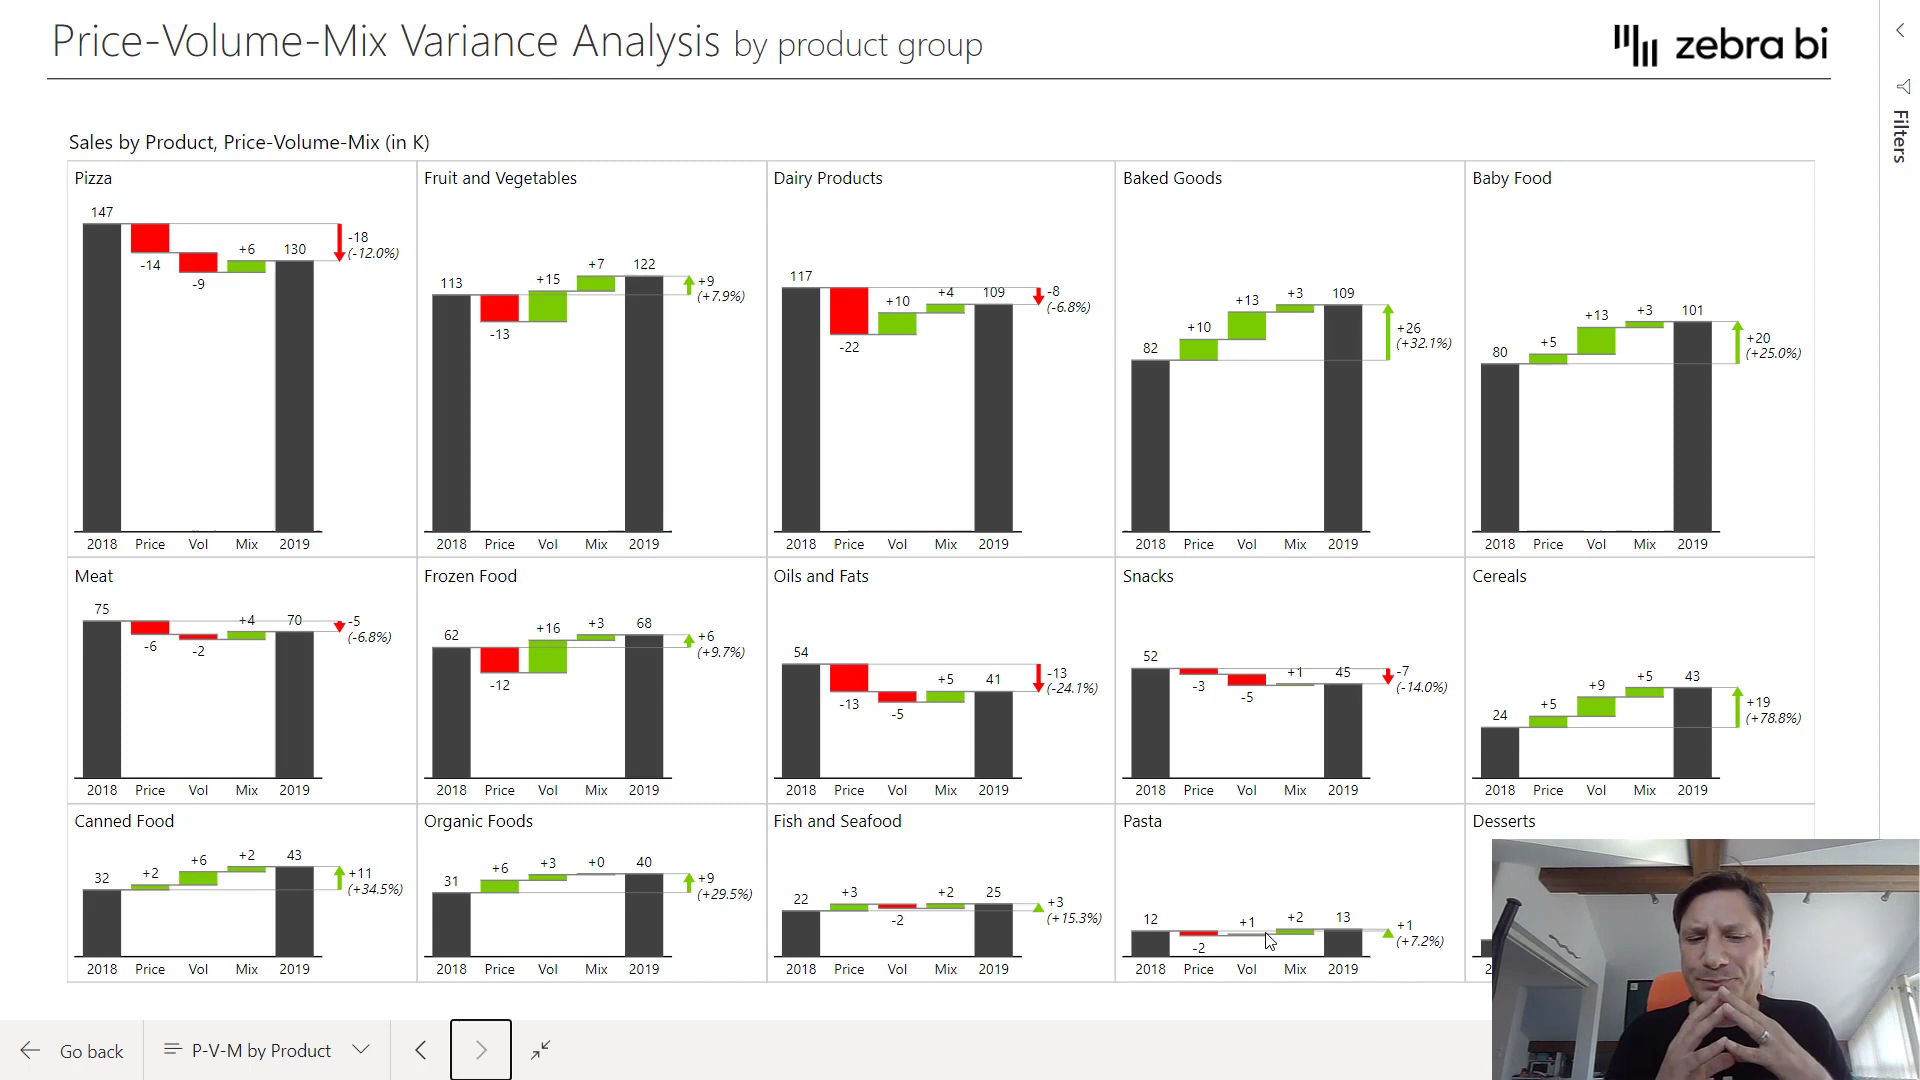 Price-Volume-Mix Variance Analysis by product group
zebra bi
Filters
Sales by Product, Price-Volume-Mix (in K)
Pizza
147
-14
-9
+6
130
-18
(-12.0%)
2018 Price Vol Mix 2019
Fruit and Vegetables
113
-13
+15
+7
122
+9
(+7.9%)
2018 Price Vol Mix 2019
Dairy Products
117
-22
+10
+4
109
-8
(-6.8%)
2018 Price Vol Mix 2019
Baked Goods
82
+10
+13
+3
109
+26
(+32.1%)
2018 Price Vol Mix 2019
Baby Food
80
+5
+13
+3
101
+20
(+25.0%)
2018 Price Vol Mix 2019
Meat
75
-6
-2
+4
70
-5
(-6.8%)
2018 Price Vol Mix 2019
Frozen Food
62
-12
+16
+3
68
+6
(+9.7%)
2018 Price Vol Mix 2019
Oils and Fats
54
-13
-5
+5
41
-13
(-24.1%)
2018 Price Vol Mix 2019
Snacks
52
-3
-5
+1
45
-7
(-14.0%)
2018 Price Vol Mix 2019
Cereals
24
+5
+9
+5
43
+19
(+78.8%)
2018 Price Vol Mix 2019
Canned Food
32
+2
+6
+2
43
+11
(+34.5%)
2018 Price Vol Mix 2019
Organic Foods
31
+6
+3
+0
40
+9
(+29.5%)
2018 Price Vol Mix 2019
Fish and Seafood
22
+3
-2
+2
25
+3
(+15.3%)
2018 Price Vol Mix 2019
Pasta
12
-2
+1
+2
13
+1
(+7.2%)
2018 Price Vol Mix 2019
Desserts
Go back
P-V-M by Product